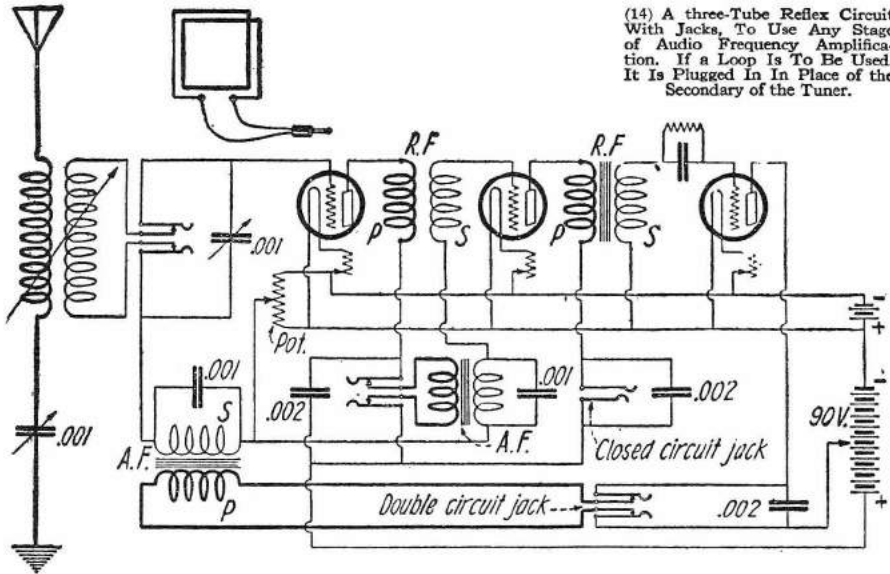 (14) A three-Tube Reflex Circuit
With Jacks, To Use Any Stage
of Audio Frequency Amplifica-
tion. If a Loop Is To Be Used
It Is Plugged In In Place of the
Secondary of the Tuner.
R.F
R.F
P
S
P
S
.001
-
+
Pot.
.001
.002
.001
.002
-
.001
S
A.F.
A.F.
Closed circuit jack
90V.
P
Double circuit jack
.002
+